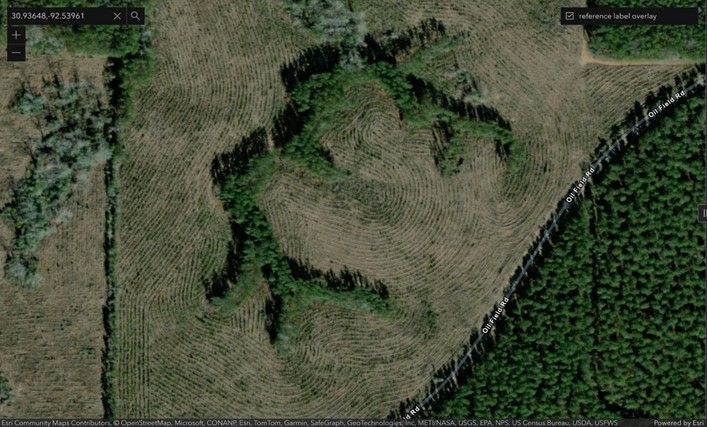 30.93648,-92.53961
reference label overlay
Oil Field Rd
Oil Field Rd
Oil Field Rd
ld Rd
Esri Community Maps Contributors, © OpenStreetMap, Microsoft, CONANP, Esri, TomTom, Garmin, SafeGraph, GeoTechnologies, Inc, METI/NASA, USGS, EPA, NPS, US Census Bureau, USDA, USFWS
Powered by Esri